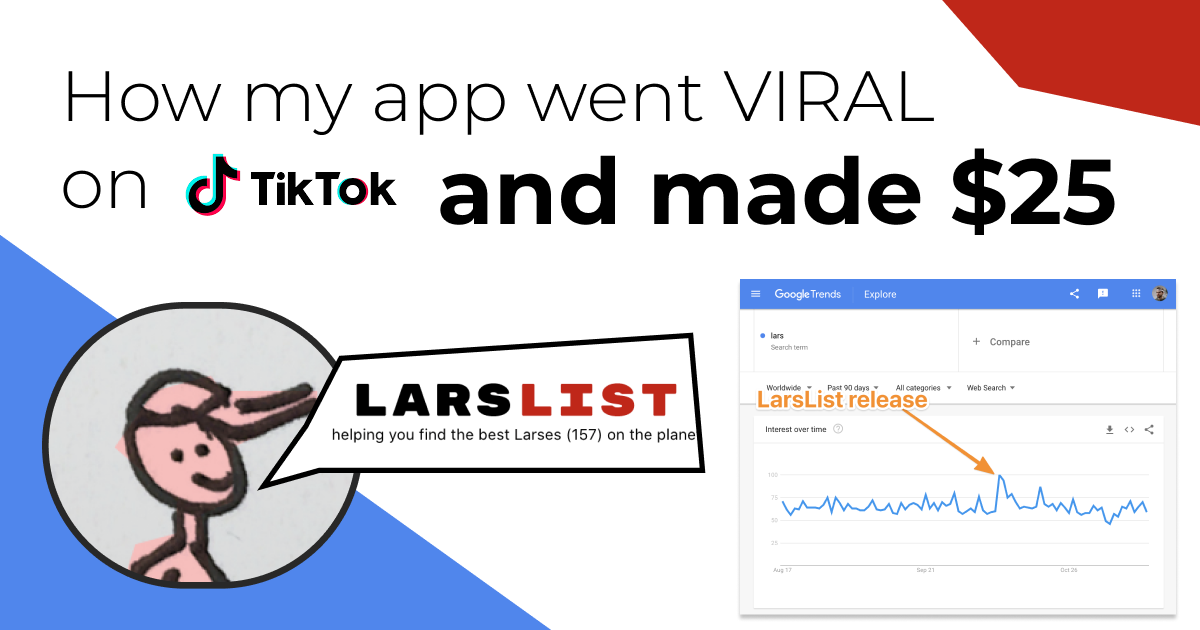 How my app went VIRAL
on TikTok and made $25
LARSLIST
helping you find the best Larses (157) on the plane
Google Trends Explore
lars
Search term
+ Compare
Worldwide Past 90 days All categories Web Search
LarsList release
Interest over time
100
75
50
25
Aug 17 Sep 21 Oct 26